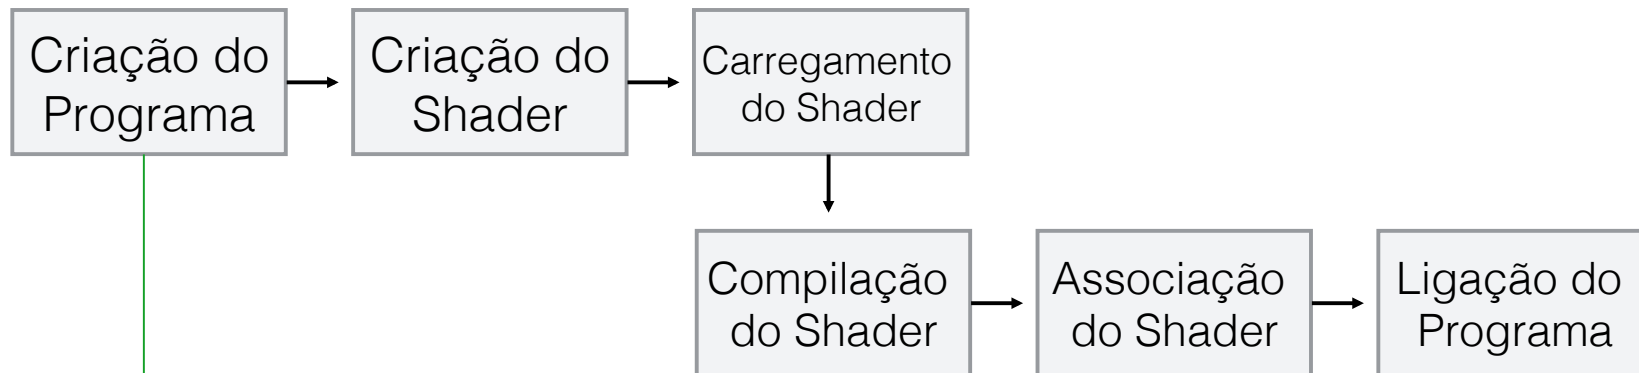 Criação do
Programa
Criação do
Shader
Carregamento
do Shader
Compilação
do Shader
Associação
do Shader
Ligação do
Programa